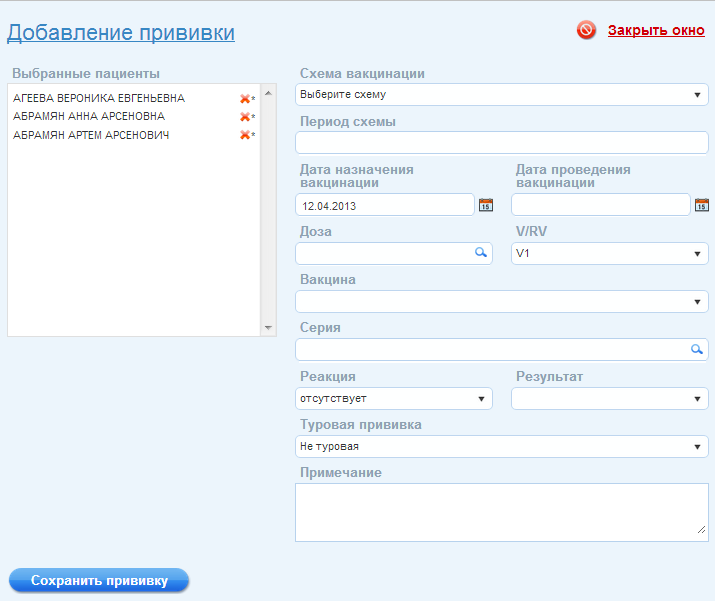 Добавление прививки
Закрыть окно
Выбранные пациенты
АГЕЕВА ВЕРОНИКА ЕВГЕНЬЕВНА
АБРАМЯН АННА АРСЕНОВНА
АБРАМЯН АРТЕМ АРСЕНОВИЧ
Схема вакцинации
Выберите схему
Период схемы
Дата назначения
вакцинации
12.04.2013
15
Дата проведения
вакцинации
15
Доза
V/RV
V1
Вакцина
Серия
Реакция
отсутствует
Результат
Туровая прививка
Не туровая
Примечание
Сохранить прививку